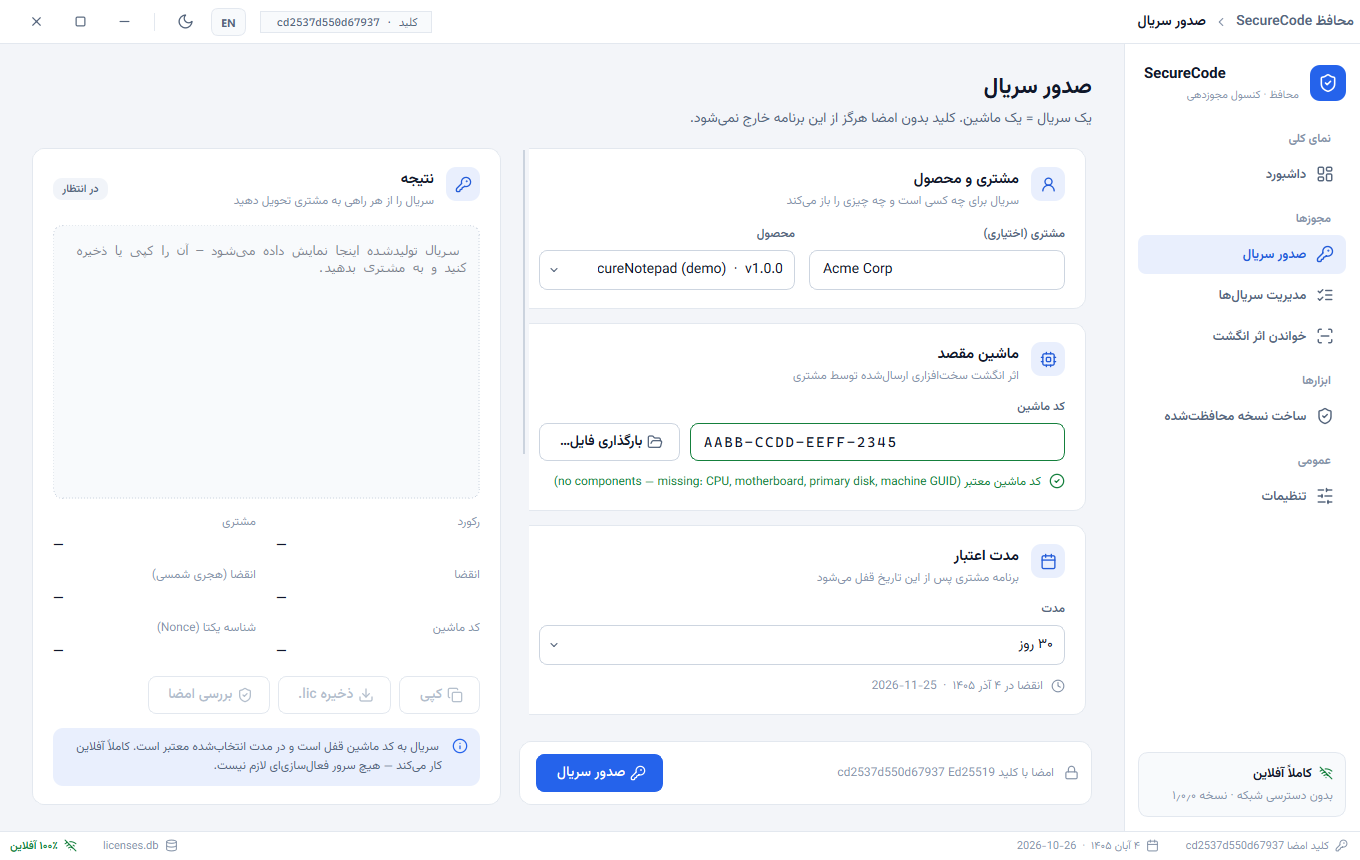 محافظ SecureCode › صدور سریال
کلید · cd2537d550d67937
EN
SecureCode
محافظ · کنسول مجوزدهی
نمای کلی
داشبورد
مجوزها
صدور سریال
مدیریت سریال‌ها
خواندن اثر انگشت
ابزارها
ساخت نسخه محافظت‌شده
عمومی
تنظیمات
کاملاً آفلاین
بدون دسترسی شبکه · نسخه ۱٫۰٫۰
صدور سریال
یک سریال = یک ماشین. کلید بدون امضا هرگز از این برنامه خارج نمی‌شود.
مشتری و محصول
سریال برای چه کسی است و چه چیزی را باز می‌کند
مشتری (اختیاری)
محصول
Acme Corp
cureNotepad (demo) · v1.0.0
ماشین مقصد
اثر انگشت سخت‌افزاری ارسال‌شده توسط مشتری
کد ماشین
AABB-CCDD-EEFF-2345
بارگذاری فایل...
کد ماشین معتبر (no components — missing: CPU, motherboard, primary disk, machine GUID)
مدت اعتبار
برنامه مشتری پس از این تاریخ قفل می‌شود
مدت
۳۰ روز
انقضا در ۴ آذر ۱۴۰۵ · 2026-11-25
امضا با کلید Ed25519 cd2537d550d67937
صدور سریال
نتیجه
سریال را از هر راهی به مشتری تحویل دهید
در انتظار
سریال تولیدشده اینجا نمایش داده می‌شود — آن را کپی یا ذخیره
کنید و به مشتری بدهید.
رکورد
مشتری
—
—
انقضا
انقضا (هجری شمسی)
—
—
کد ماشین
شناسه یکتا (Nonce)
—
—
کپی
ذخیره lic.
بررسی امضا
سریال به کد ماشین قفل است و در مدت انتخاب‌شده معتبر است. کاملاً آفلاین
کار می‌کند — هیچ سرور فعال‌سازی‌ای لازم نیست.
کلید امضا cd2537d550d67937
۴ آبان ۱۴۰۵ · 2026-10-26
licenses.db
۱۰۰٪ آفلاین